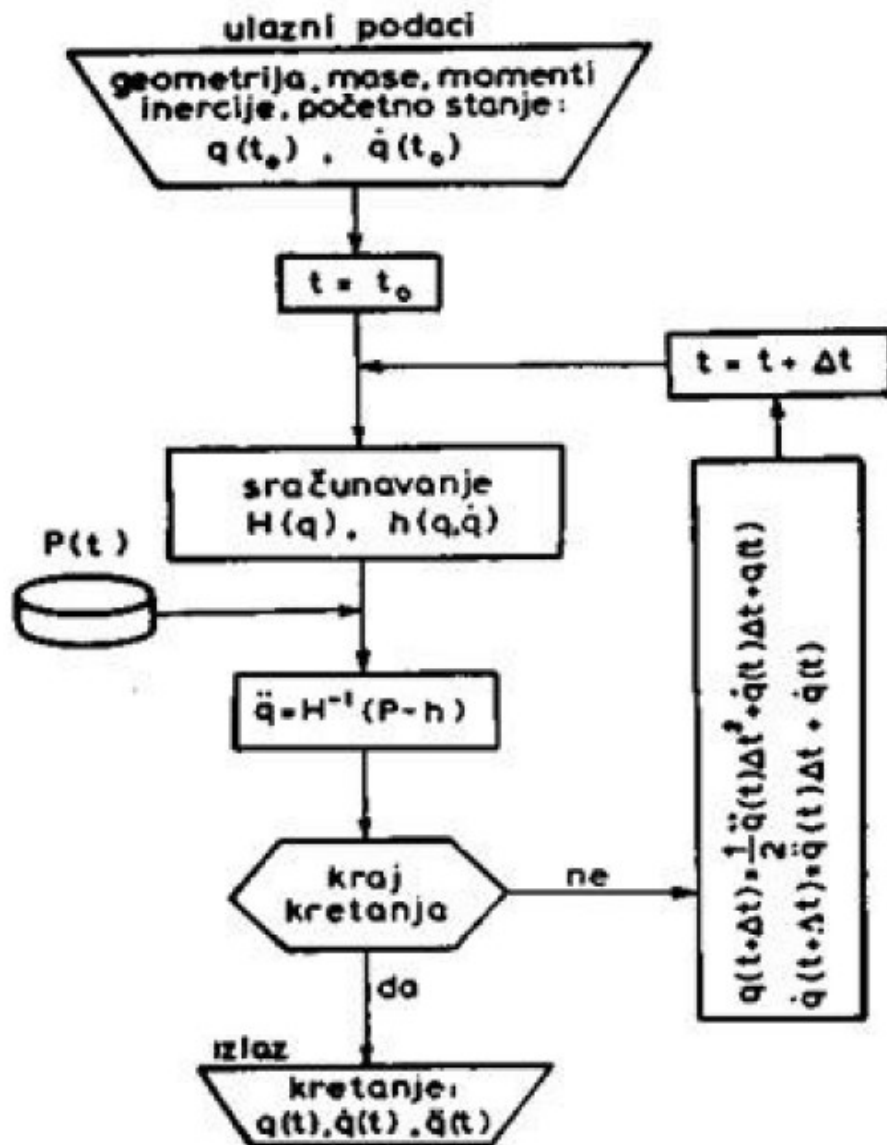 ulazni podaci
geometrija, mase, momenti
inercije, početno stanje:
q(t₀) , q̇(t₀)
t = t₀
t = t + Δt
sračunavanje
H(q), h(q,q̇)
P(t)
q̈=H⁻¹(P-h)
kraj
kretanja
ne
q(t+Δt)=½q̈(t)Δt²+q̇(t)Δt+q(t)
q̇(t+Δt)=q̈(t)Δt + q̇(t)
da
izlaz
kretanje:
q(t),q̇(t),q̈(t)